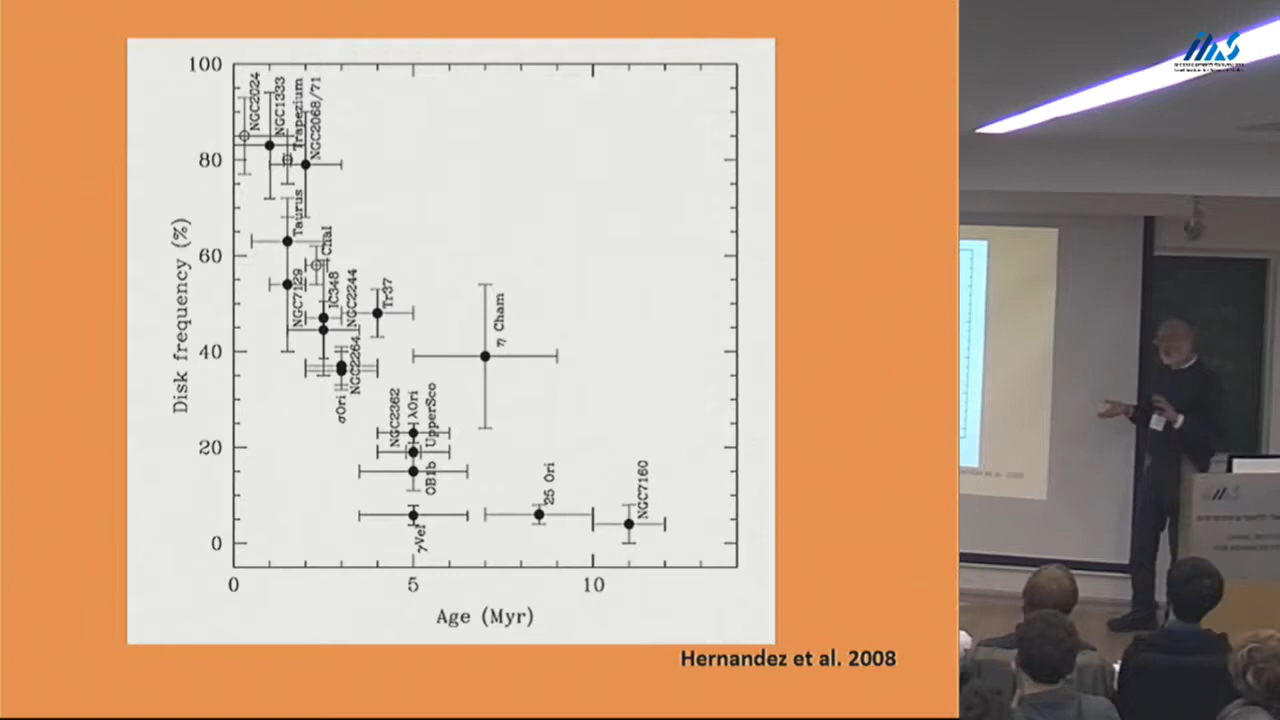 100
80
60
40
20
0
0
5
10
Disk frequency (%)
Age (Myr)
NGC2024
NGC1333
Trapezium
NGC2068/71
Taurus
ChaI
NGC7129
IC348
NGC2244
Tr37
NGC2264
σOri
η Cham
NGC2362
λOri
UpperSco
OB1b
γVel
25 Ori
NGC7160
Hernandez et al. 2008